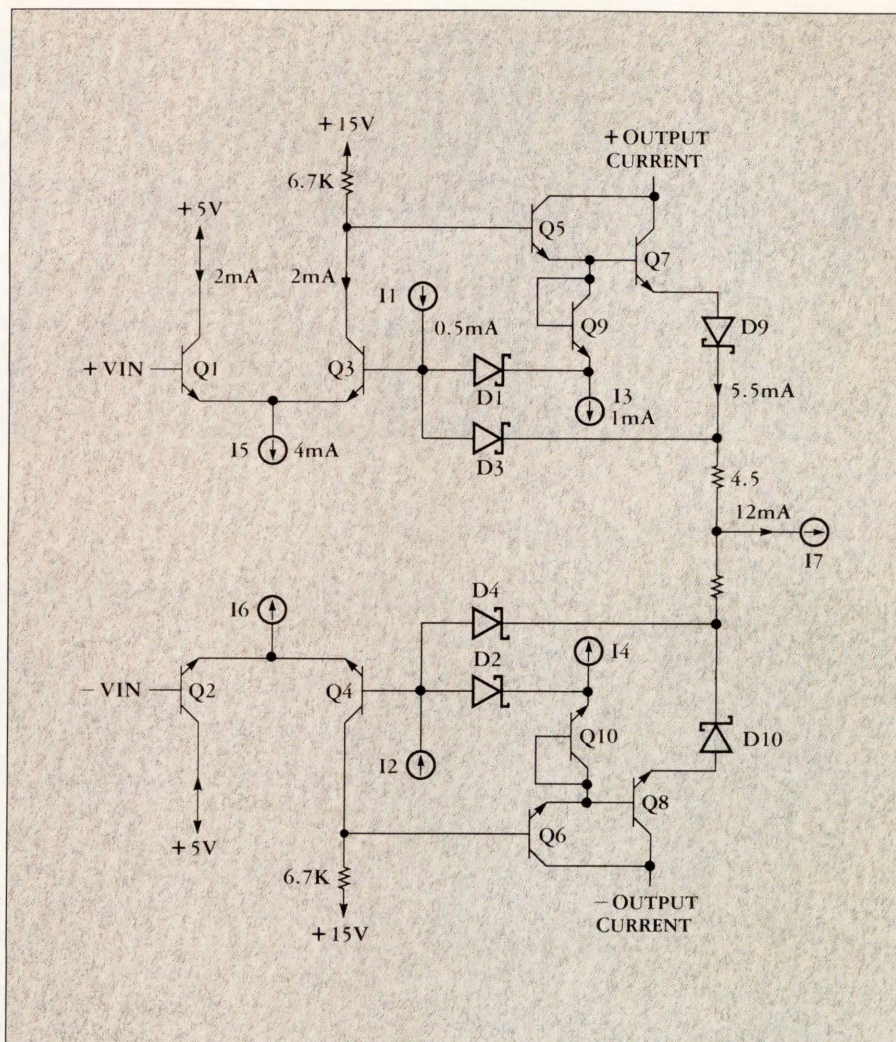 +15V
+ OUTPUT
CURRENT
6.7K
+5V
Q5
Q7
2mA
2mA
I1
0.5mA
Q9
D9
+VIN
Q1
Q3
D1
I3
1mA
5.5mA
I5
4mA
D3
4.5
12mA
I7
I6
D4
D2
I4
−VIN
Q2
Q4
Q10
D10
I2
Q8
+5V
Q6
6.7K
−OUTPUT
CURRENT
+15V